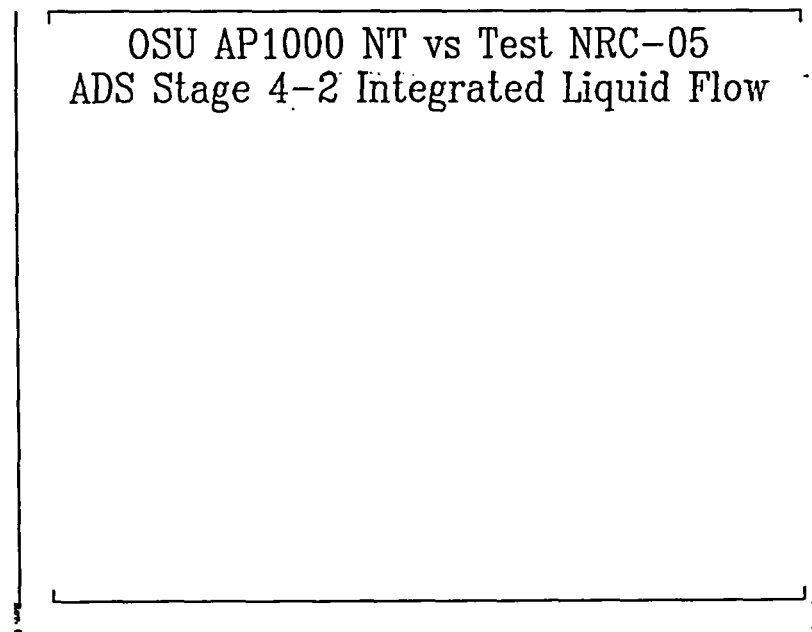 OSU AP1000 NT vs Test NRC-05
ADS Stage 4-2 Integrated Liquid Flow